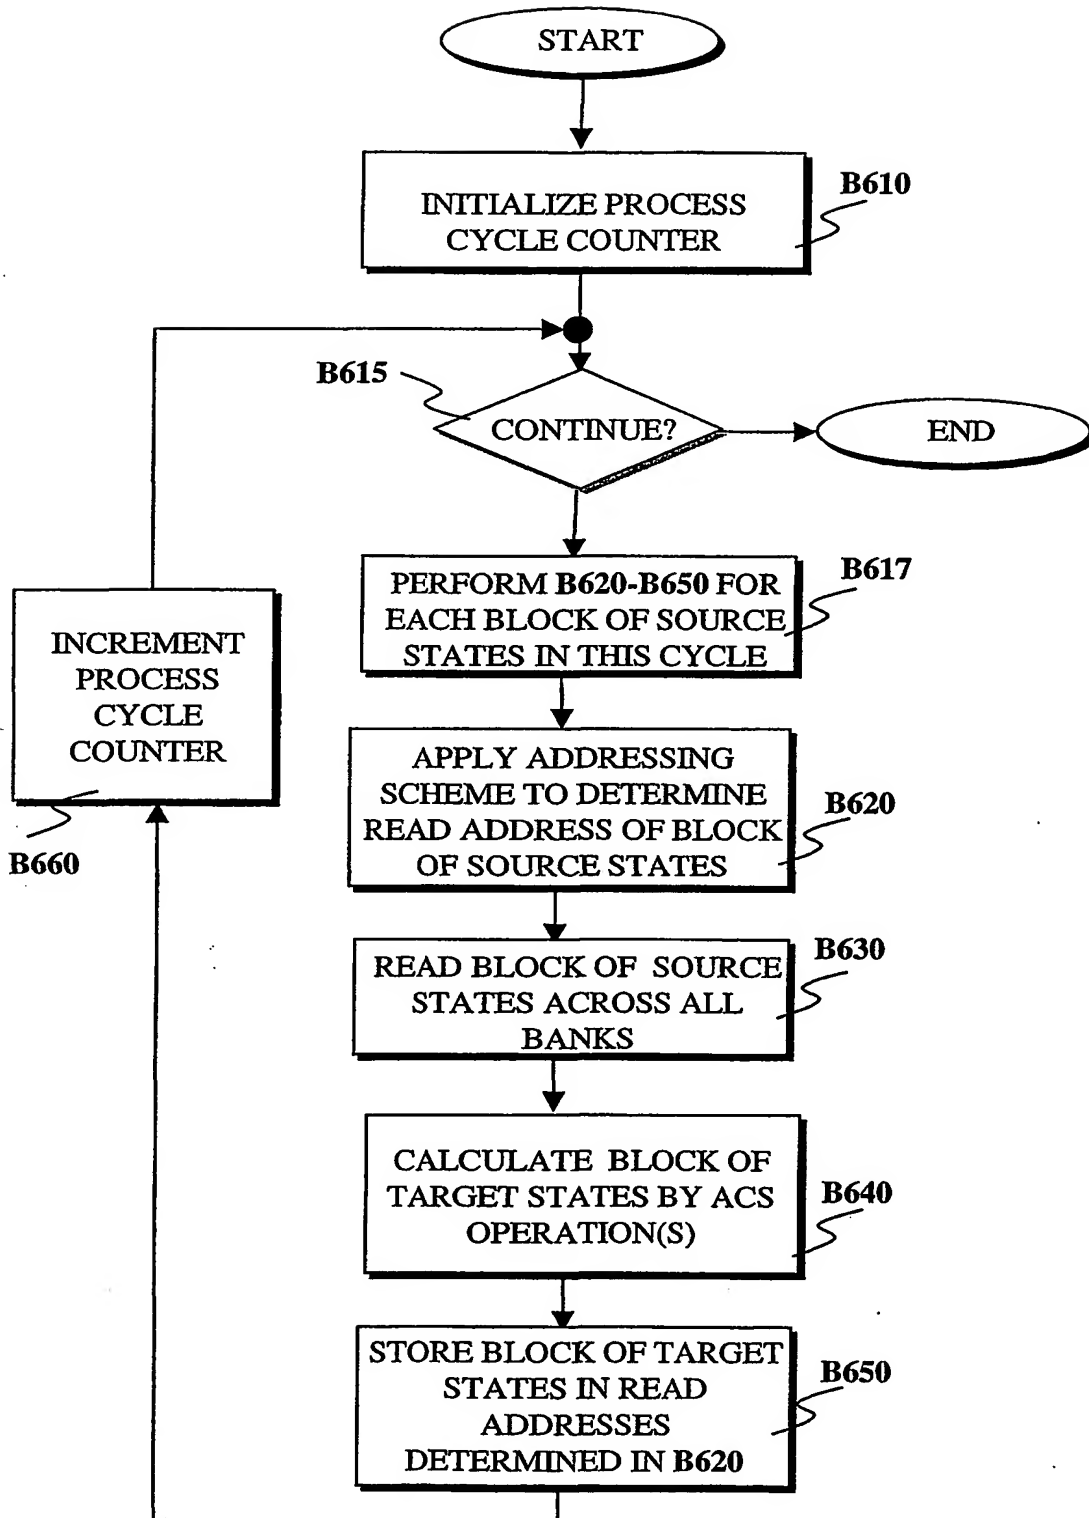 START
INITIALIZE PROCESS
CYCLE COUNTER
B610
B615
CONTINUE?
END
PERFORM B620-B650 FOR
EACH BLOCK OF SOURCE
STATES IN THIS CYCLE
B617
INCREMENT
PROCESS
CYCLE
COUNTER
B660
APPLY ADDRESSING
SCHEME TO DETERMINE
READ ADDRESS OF BLOCK
OF SOURCE STATES
B620
READ BLOCK OF SOURCE
STATES ACROSS ALL
BANKS
B630
CALCULATE BLOCK OF
TARGET STATES BY ACS
OPERATION(S)
B640
STORE BLOCK OF TARGET
STATES IN READ
ADDRESSES
DETERMINED IN B620
B650